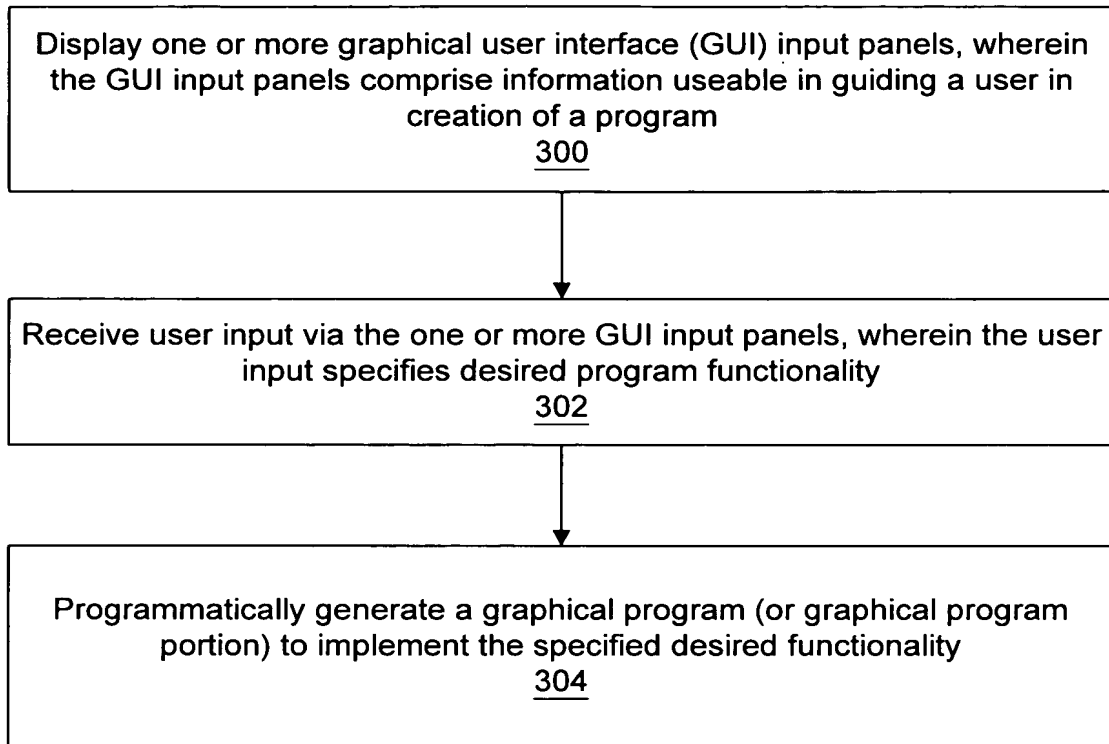 Display one or more graphical user interface (GUI) input panels, wherein
the GUI input panels comprise information useable in guiding a user in
creation of a program
300
Receive user input via the one or more GUI input panels, wherein the user
input specifies desired program functionality
302
Programmatically generate a graphical program (or graphical program
portion) to implement the specified desired functionality
304